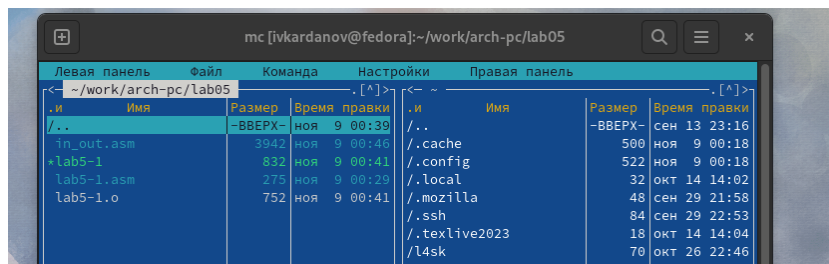 mc [ivkardanov@fedora]:~/work/arch-pc/lab05
Левая панель Файл Команда Настройки Правая панель
<─ ~/work/arch-pc/lab05 ─.[^]> <─ ~ ─.[^]>
.и Имя Размер Время правки .и Имя Размер Время правки
/.. -ВВЕРХ- ноя 9 00:39 /.. -ВВЕРХ- сен 13 23:16
in_out.asm 3942 ноя 9 00:46 /.cache 500 ноя 9 00:18
*lab5-1 832 ноя 9 00:41 /.config 522 ноя 9 00:18
lab5-1.asm 275 ноя 9 00:29 /.local 32 окт 14 14:02
lab5-1.o 752 ноя 9 00:41 /.mozilla 48 сен 29 21:58
/.ssh 84 сен 29 22:53
/.texlive2023 18 окт 14 14:04
/l4sk 70 окт 26 22:46